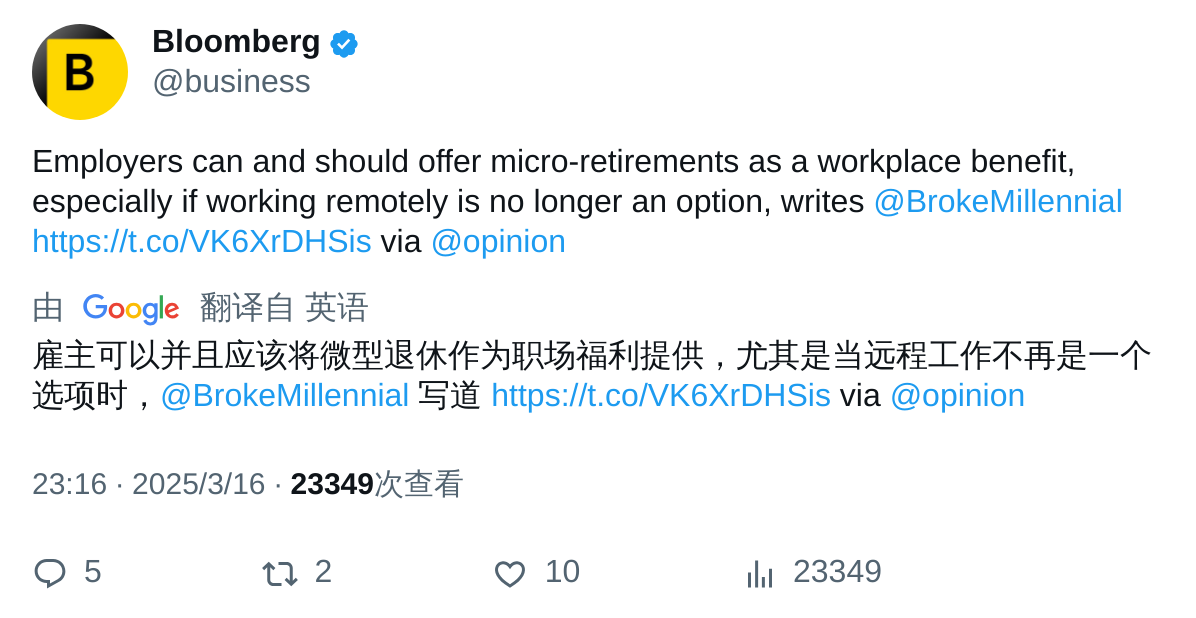 B
Bloomberg
@business
Employers can and should offer micro-retirements as a workplace benefit,
especially if working remotely is no longer an option, writes @BrokeMillennial
https://t.co/VK6XrDHSis via @opinion
由 Google 翻译自 英语
雇主可以并且应该将微型退休作为职场福利提供，尤其是当远程工作不再是一个
选项时，@BrokeMillennial 写道 https://t.co/VK6XrDHSis via @opinion
23:16 · 2025/3/16 · 23349次查看
5 2 10 23349